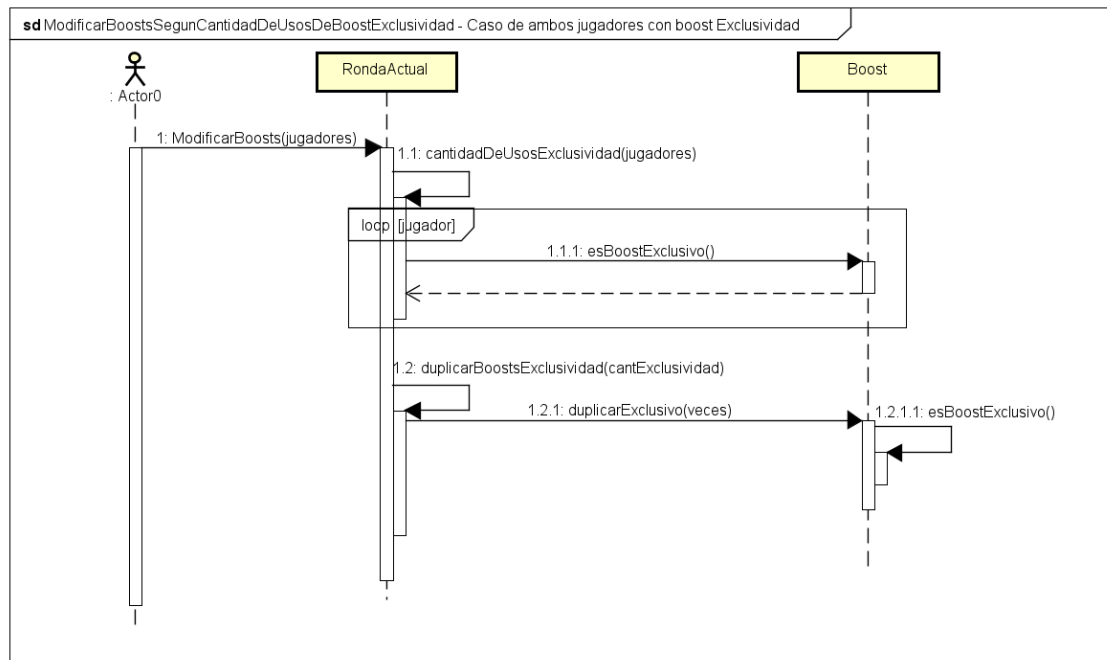 sd ModificarBoostsSegunCantidadDeUsosDeBoostExclusividad - Caso de ambos jugadores con boost Exclusividad
: Actor0
RondaActual
Boost
1: ModificarBoosts(jugadores)
1.1: cantidadDeUsosExclusividad(jugadores)
loop [jugador]
1.1.1: esBoostExclusivo()
1.2: duplicarBoostsExclusividad(cantExclusividad)
1.2.1: duplicarExclusivo(veces)
1.2.1.1: esBoostExclusivo()